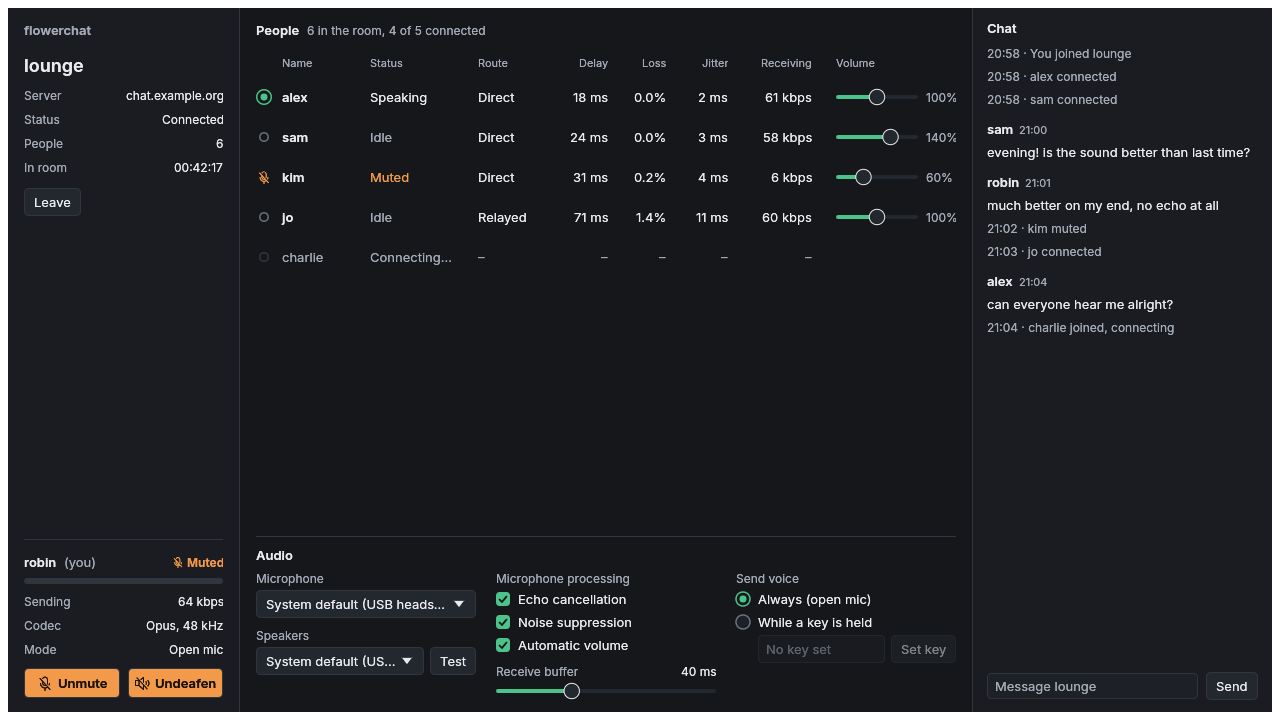 flowerchat
lounge
Server chat.example.org
Status Connected
People 6
In room 00:42:17
Leave
robin (you) Muted
Sending 64 kbps
Codec Opus, 48 kHz
Mode Open mic
Unmute Undeafen
People 6 in the room, 4 of 5 connected
Name Status Route Delay Loss Jitter Receiving Volume
alex Speaking Direct 18 ms 0.0% 2 ms 61 kbps 100%
sam Idle Direct 24 ms 0.0% 3 ms 58 kbps 140%
kim Muted Direct 31 ms 0.2% 4 ms 6 kbps 60%
jo Idle Relayed 71 ms 1.4% 11 ms 60 kbps 100%
charlie Connecting... – – – – –
Audio
Microphone
System default (USB heads...
Speakers
System default (US... Test
Microphone processing
Echo cancellation
Noise suppression
Automatic volume
Receive buffer 40 ms
Send voice
Always (open mic)
While a key is held
No key set Set key
Chat
20:58 · You joined lounge
20:58 · alex connected
20:58 · sam connected
sam 21:00
evening! is the sound better than last time?
robin 21:01
much better on my end, no echo at all
21:02 · kim muted
21:03 · jo connected
alex 21:04
can everyone hear me alright?
21:04 · charlie joined, connecting
Message lounge Send